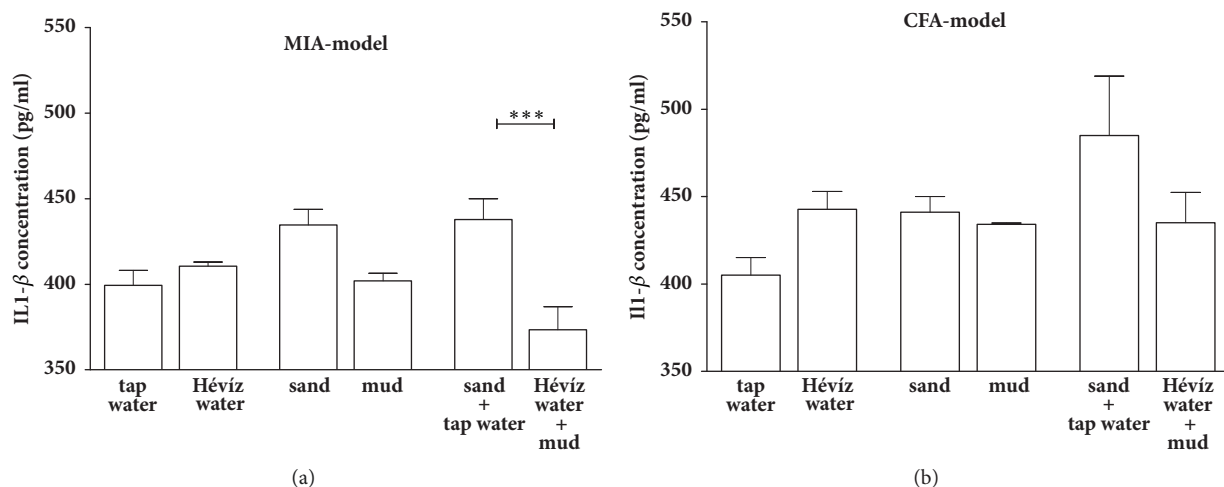 MIA-model
IL1-β concentration (pg/ml)
550
500
450
400
350
***
tap
water
Hévíz
water
sand
mud
sand
+
tap water
Hévíz
water
+
mud
(a)
CFA-model
Il1-β concentration (pg/ml)
550
500
450
400
350
tap
water
Hévíz
water
sand
mud
sand
+
tap water
Hévíz
water
+
mud
(b)